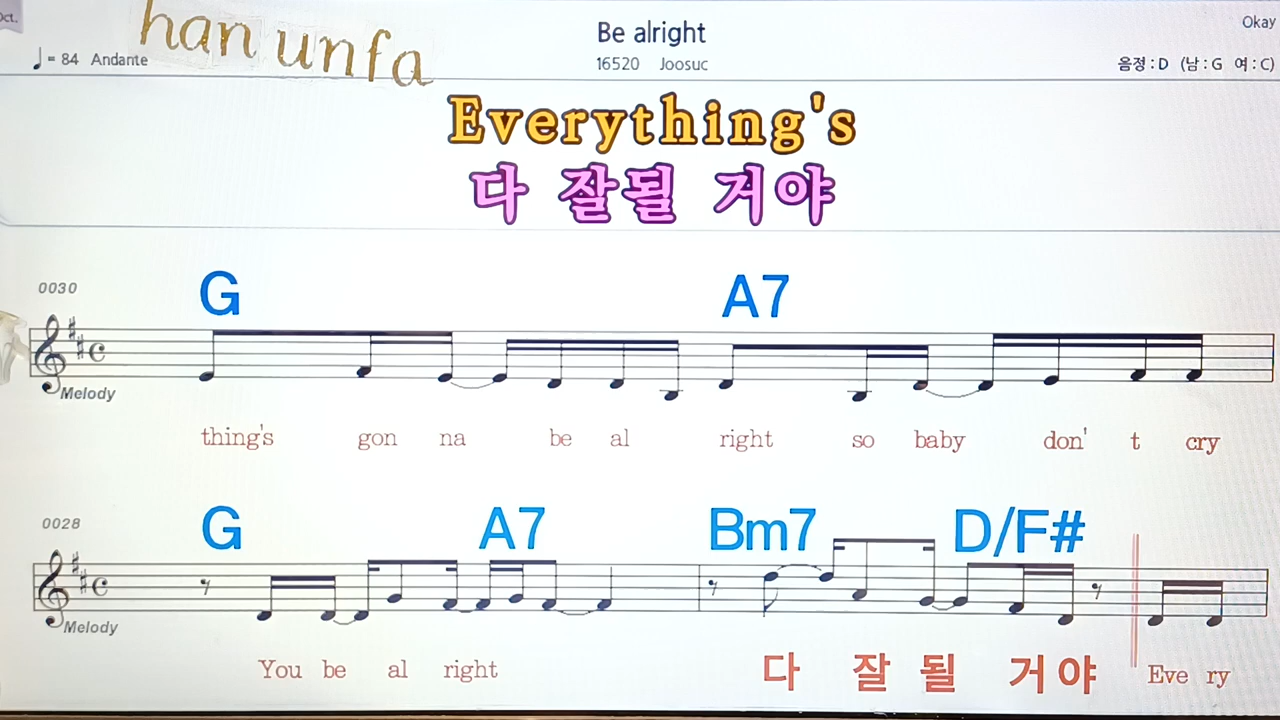 Oct.
han unfa
Be alright
Okay
= 84 Andante
16520 Joosuc
음정 : D (남 : G 여 : C)
Everything's
다 잘될 거야
0030
G A7
Melody
thing's gon na be al right so baby don' t cry
0028
G A7 Bm7 D/F#
Melody
You be al right 다 잘 될 거 야 Eve ry